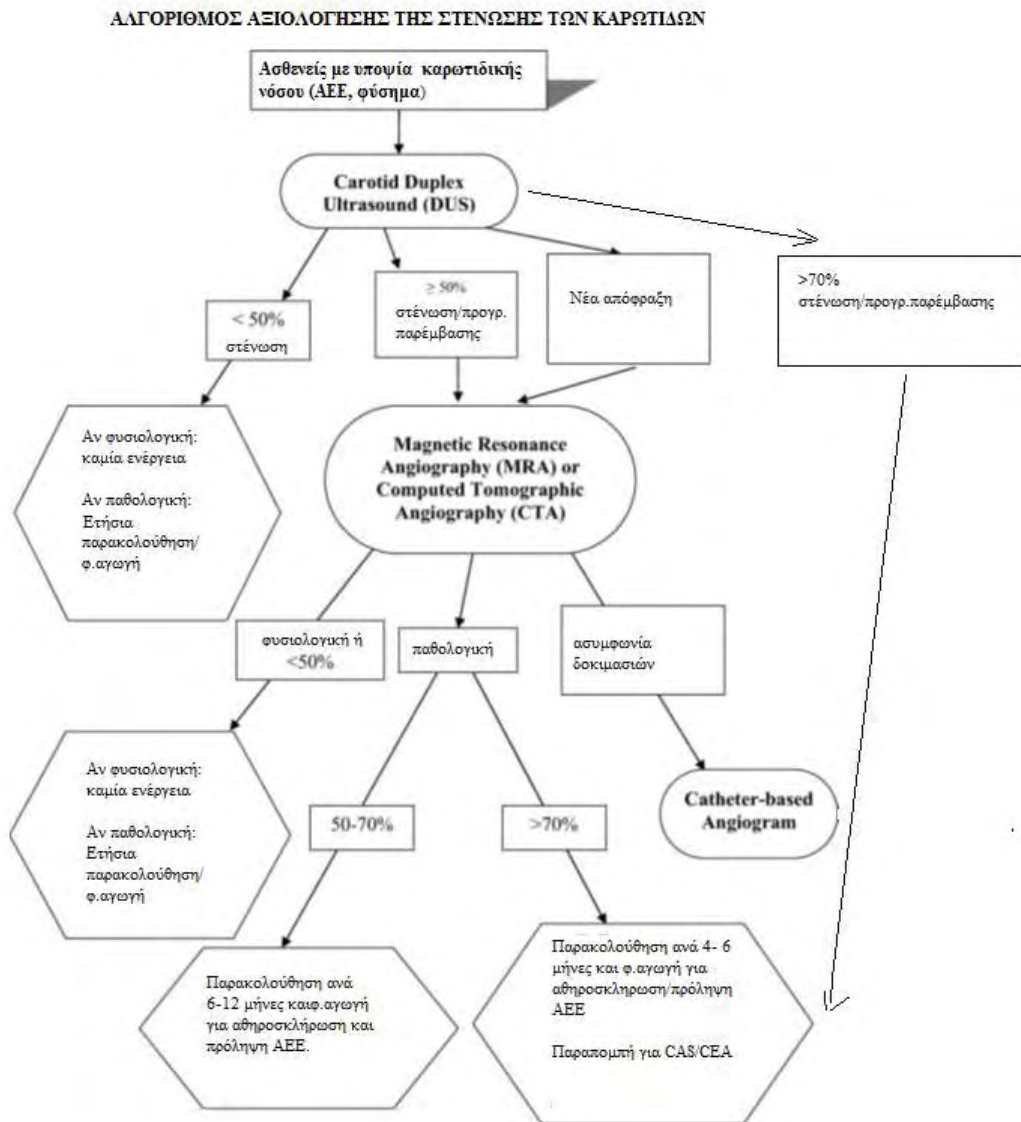 ΑΛΓΟΡΙΘΜΟΣ ΑΞΙΟΛΟΓΗΣΗΣ ΤΗΣ ΣΤΕΝΩΣΗΣ ΤΩΝ ΚΑΡΩΤΙΔΩΝ
Ασθενείς με υποψία καρωτιδικής
νόσου (ΑΕΕ, φύσημα)
Carotid Duplex
Ultrasound (DUS)
< 50%
στένωση
≥ 50%
στένωση/προγρ.
παρέμβασης
Νέα απόφραξη
>70%
στένωση/προγρ.παρέμβασης
Αν φυσιολογική:
καμία ενέργεια
Αν παθολογική:
Ετήσια
παρακολούθηση/
φ.αγωγή
Magnetic Resonance
Angiography (MRA) or
Computed Tomographic
Angiography (CTA)
φυσιολογική ή
<50%
παθολογική
ασυμφωνία
δοκιμασιών
Αν φυσιολογική:
καμία ενέργεια
Αν παθολογική:
Ετήσια
παρακολούθηση/
φ.αγωγή
50-70%
>70%
Catheter-based
Angiogram
Παρακολούθηση ανά
6-12 μήνες καιφ.αγωγή
για αθηροσκλήρωση και
πρόληψη ΑΕΕ.
Παρακολούθηση ανά 4- 6
μήνες και φ.αγωγή για
αθηροσκληρωση/πρόληψη
ΑΕΕ
Παραπομπή για CAS/CEA